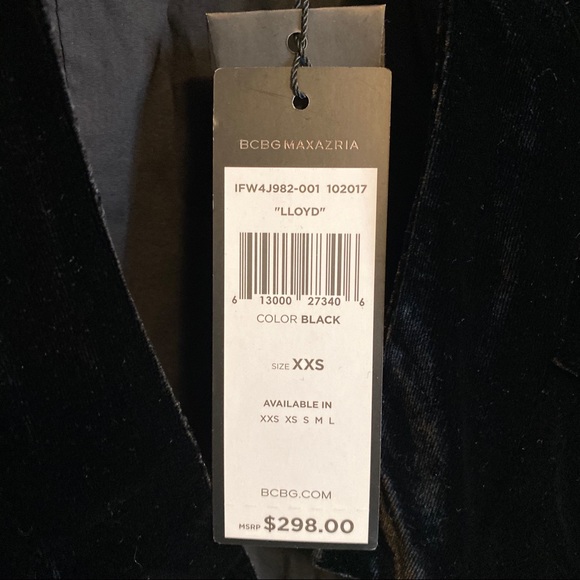 BCBGMAXAZRIA
IFW4J982-001 102017
"LLOYD"
6 13000 27340 6
COLOR BLACK
SIZE XXS
AVAILABLE IN
XXS XS S M L
BCBG.COM
MSRP $298.00